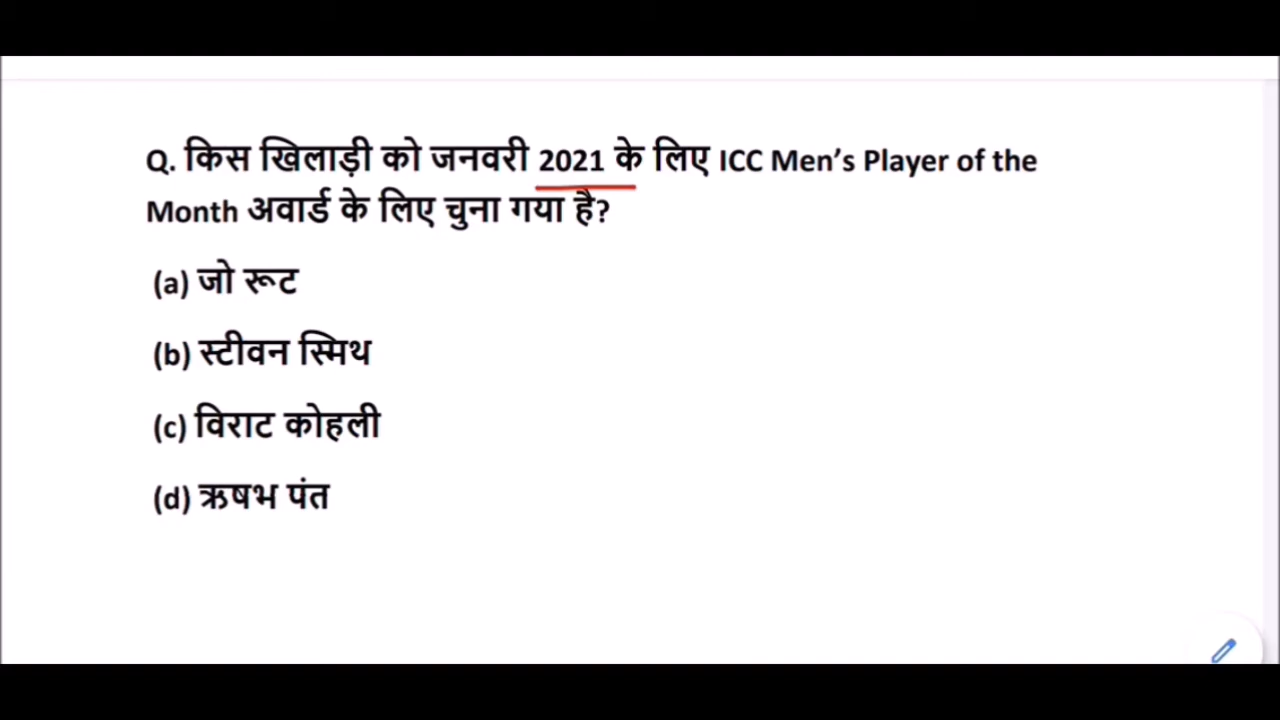 Q. किस खिलाड़ी को जनवरी 2021 के लिए ICC Men’s Player of the
Month अवार्ड के लिए चुना गया है?
(a) जो रूट
(b) स्टीवन स्मिथ
(c) विराट कोहली
(d) ऋषभ पंत